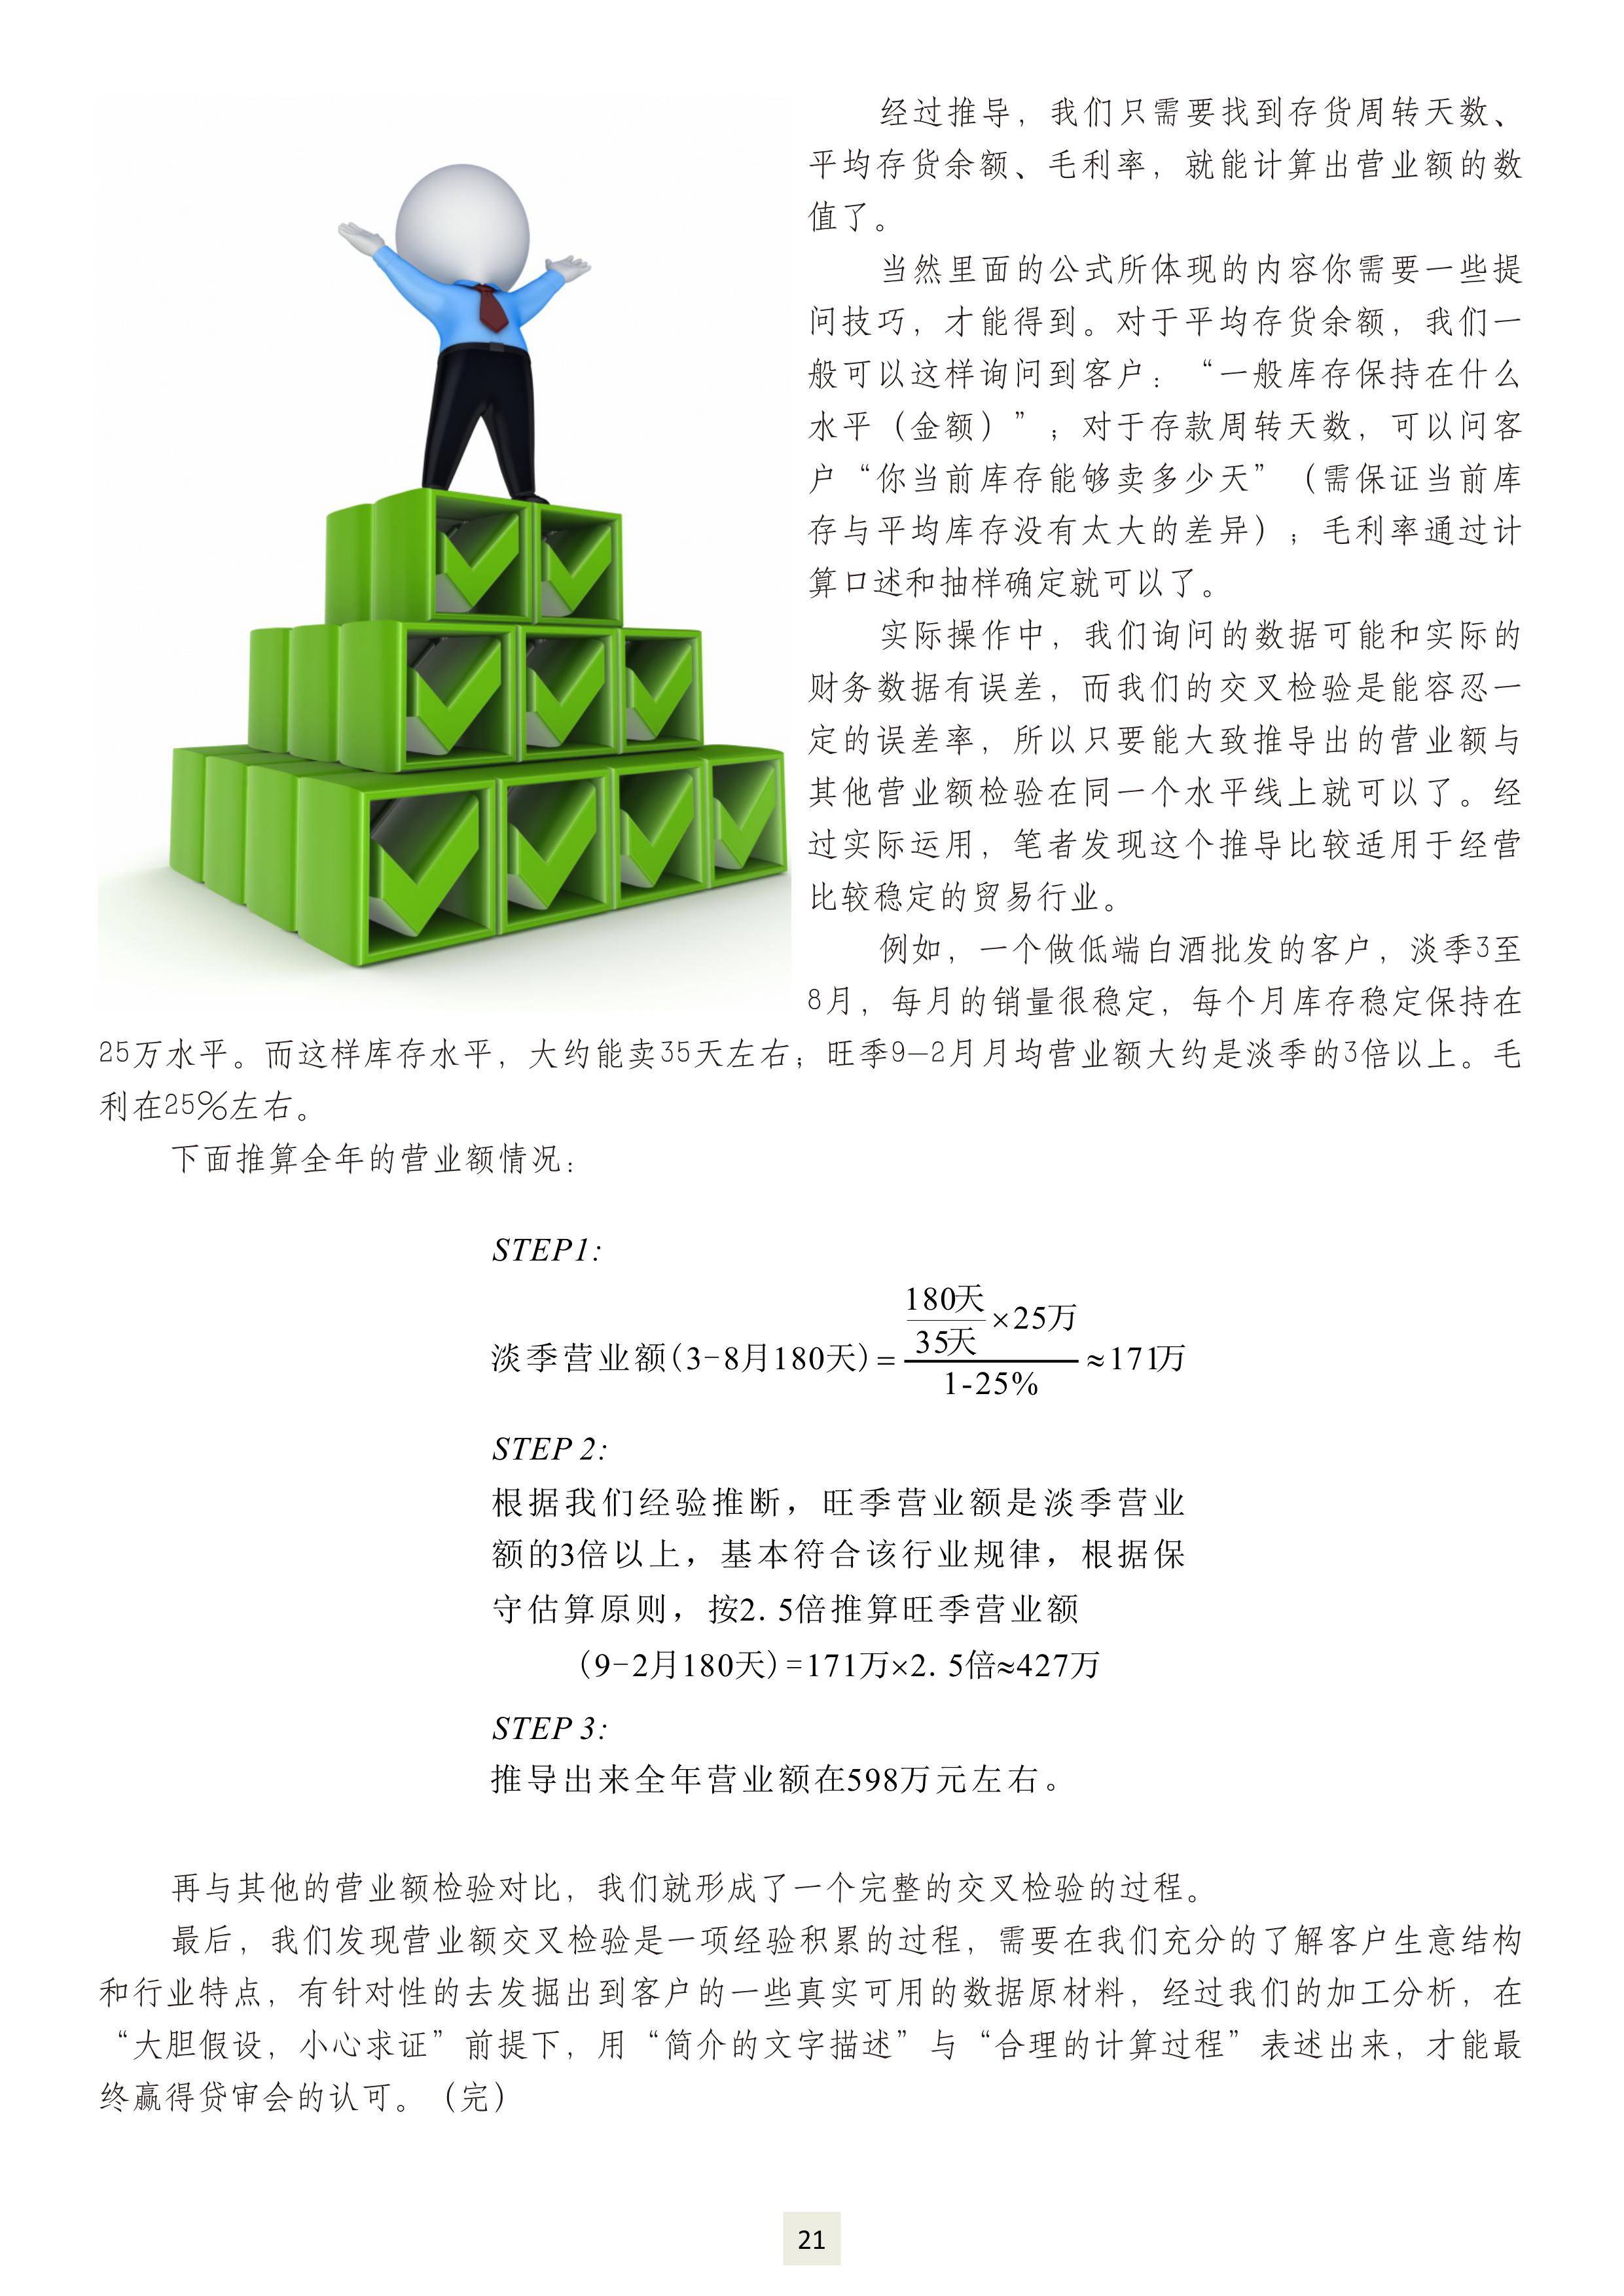 经过推导，我们只需要找到存货周转天数、
平均存货余额、毛利率，就能计算出营业额的数
值了。
当然里面的公式所体现的内容你需要一些提
问技巧，才能得到。对于平均存货余额，我们一
般可以这样询问到客户：“一般库存保持在什么
水平（金额）”；对于存款周转天数，可以问客
户“你当前库存能够卖多少天”（需保证当前库
存与平均库存没有太大的差异）；毛利率通过计
算口述和抽样确定就可以了。
实际操作中，我们询问的数据可能和实际的
财务数据有误差，而我们的交叉检验是能容忍一
定的误差率，所以只要能大致推导出的营业额与
其他营业额检验在同一个水平线上就可以了。经
过实际运用，笔者发现这个推导比较适用于经营
比较稳定的贸易行业。
例如，一个做低端白酒批发的客户，淡季3至
8月，每月的销量很稳定，每个月库存稳定保持在
25万水平。而这样库存水平，大约能卖35天左右；旺季9—2月月均营业额大约是淡季的3倍以上。毛
利在25%左右。
下面推算全年的营业额情况：
STEP1:
180天
35天
×25万
淡季营业额(3-8月180天)=
≈171万
1-25%
STEP 2:
根据我们经验推断，旺季营业额是淡季营业
额的3倍以上，基本符合该行业规律，根据保
守估算原则，按2.5倍推算旺季营业额
(9-2月180天)=171万×2.5倍≈427万
STEP 3:
推导出来全年营业额在598万元左右。
再与其他的营业额检验对比，我们就形成了一个完整的交叉检验的过程。
最后，我们发现营业额交叉检验是一项经验积累的过程，需要在我们充分的了解客户生意结构
和行业特点，有针对性的去发掘出到客户的一些真实可用的数据原材料，经过我们的加工分析，在
“大胆假设，小心求证”前提下，用“简介的文字描述”与“合理的计算过程”表述出来，才能最
终赢得贷审会的认可。（完）
21